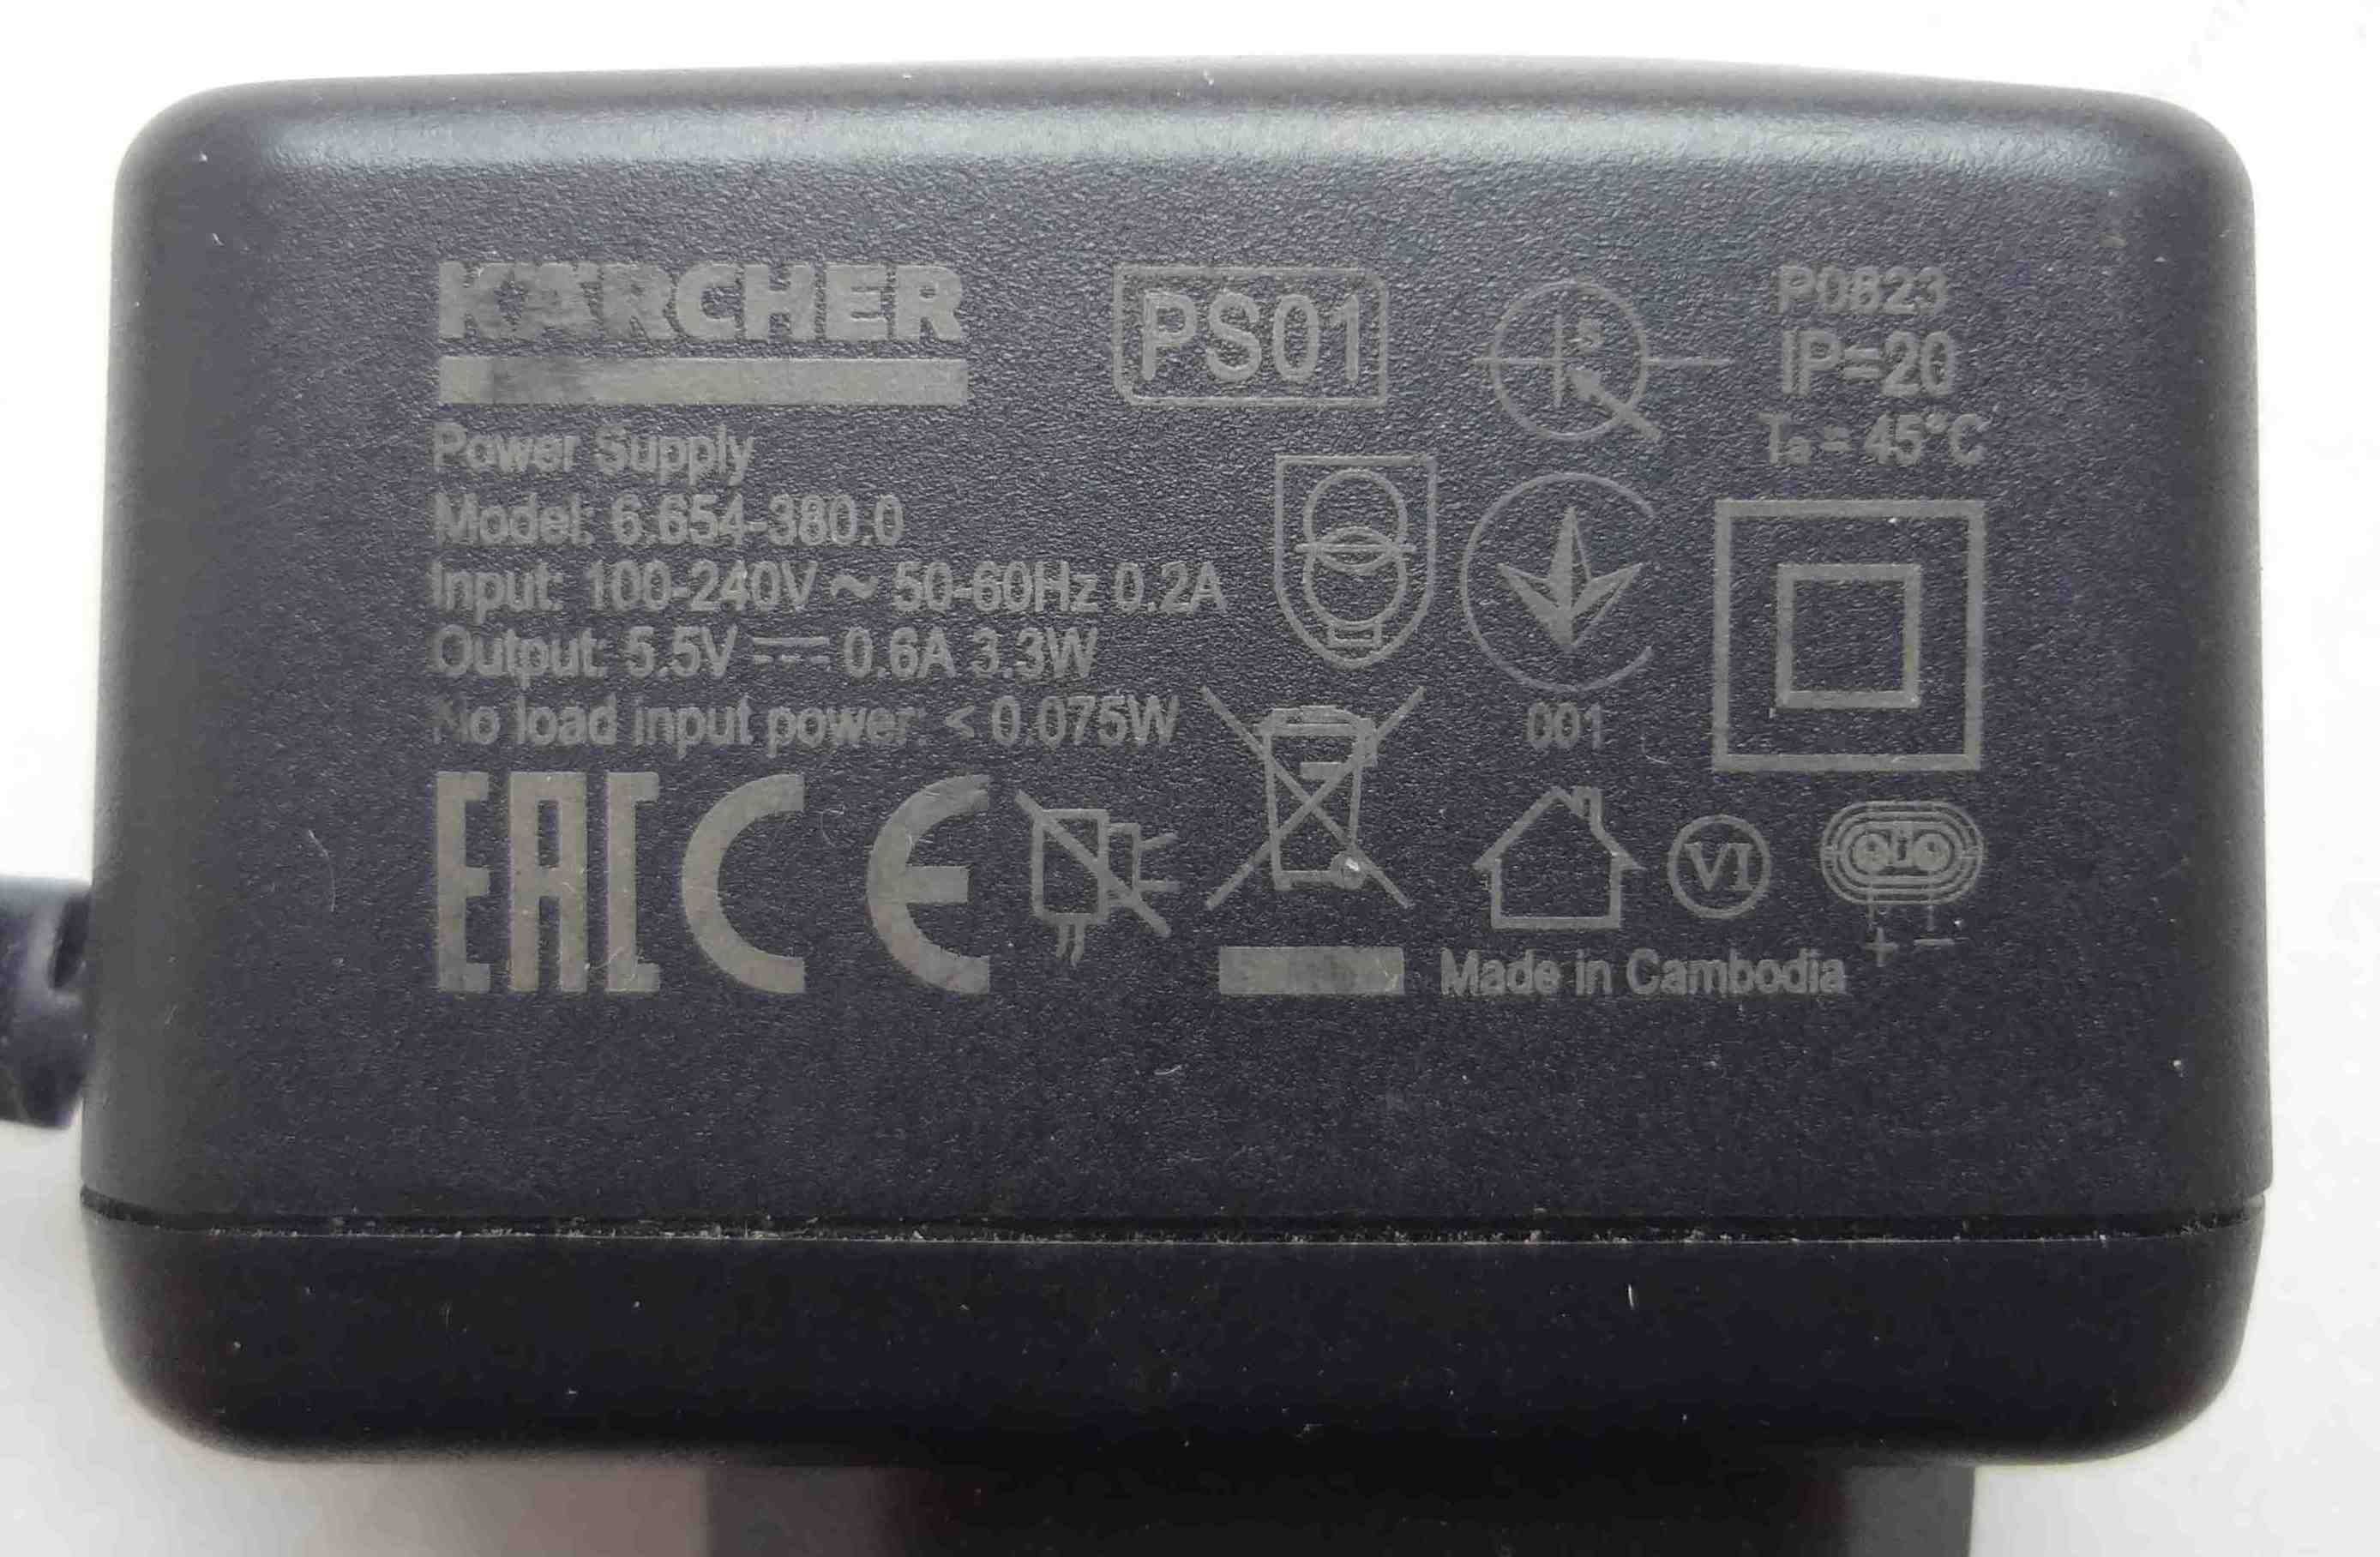 KÄRCHER
PS01
5
P0823
IP=20
Ta = 45°C
Power Supply
Model: 6.654-380.0
Input: 100-240V ~ 50-60Hz 0.2A
Output: 5.5V ⎓ 0.6A 3.3W
No load input power: < 0.075W
001
EAC CE
VI
+ −
Made in Cambodia